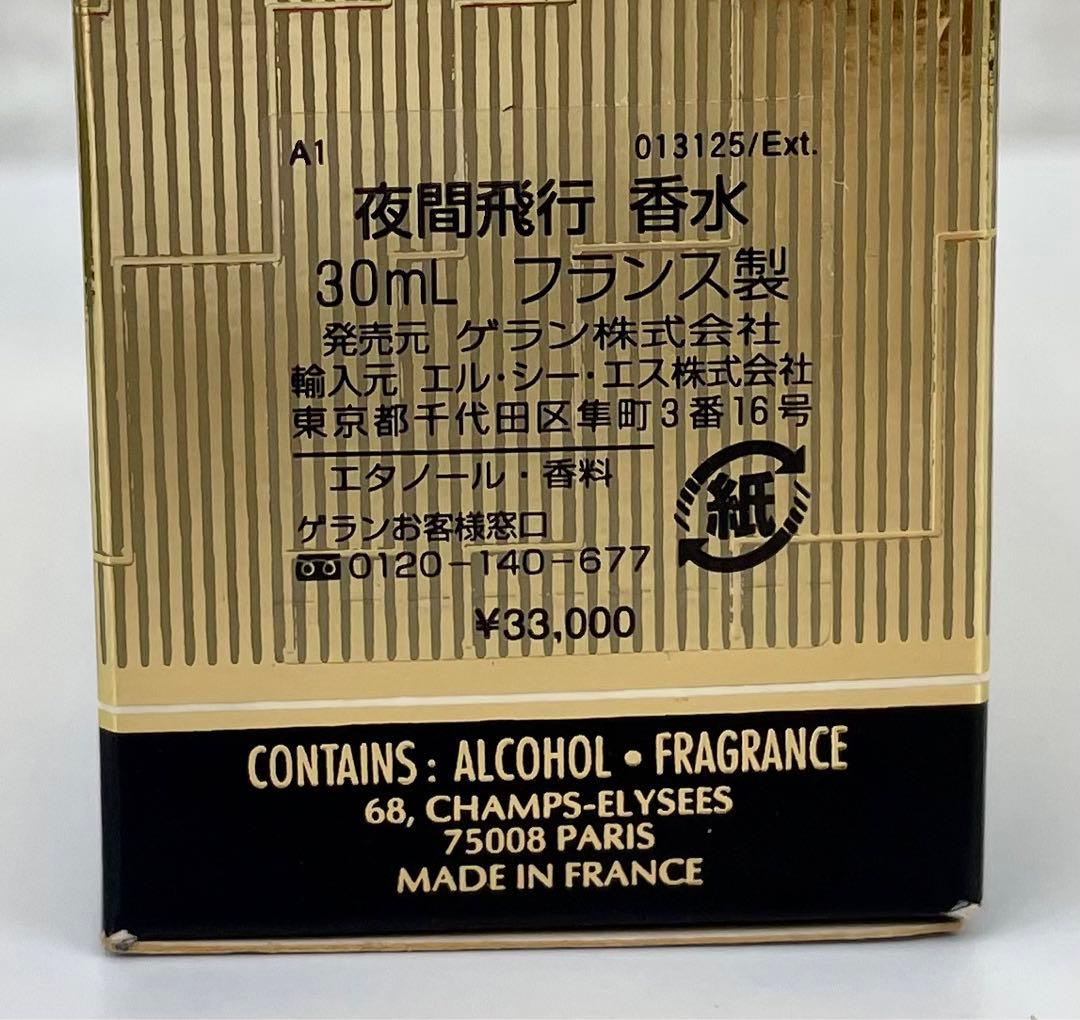 A1 013125/Ext.
夜間飛行 香水
30mL フランス製
発売元 ゲラン株式会社
輸入元 エル・シー・エス株式会社
東京都千代田区隼町3番16号
エタノール・香料
紙
ゲランお客様窓口
0120-140-677
¥33,000
CONTAINS: ALCOHOL • FRAGRANCE
68, CHAMPS-ELYSEES
75008 PARIS
MADE IN FRANCE